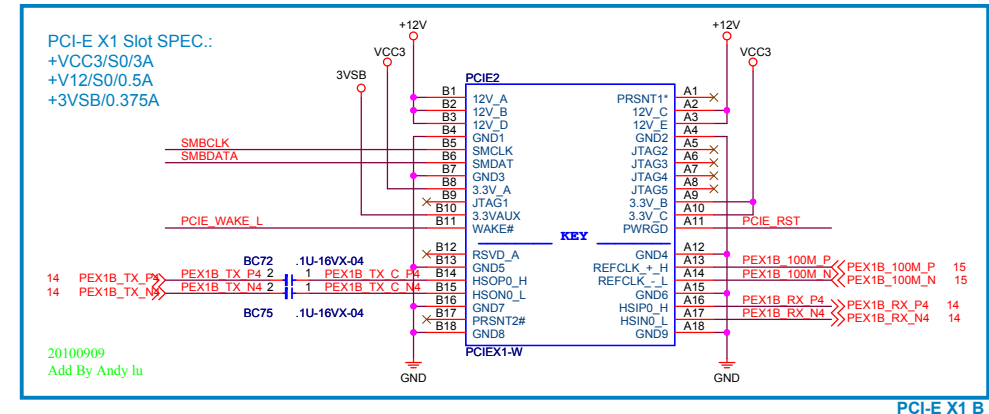 PCI-E X1 Slot SPEC.:
+VCC3/S0/3A
+V12/S0/0.5A
+3VSB/0.375A
+12V
VCC3
3VSB
+12V
VCC3
PCIE2
B1 12V_A PRSNT1* A1
B2 12V_B 12V_C A2
B3 12V_D 12V_E A3
B4 GND1 GND2 A4
SMBCLK B5 SMCLK JTAG2 A5
SMBDATA B6 SMDAT JTAG3 A6
B7 GND3 JTAG4 A7
B8 3.3V_A JTAG5 A8
B9 JTAG1 3.3V_B A9
B10 3.3VAUX 3.3V_C A10
PCIE_WAKE_L B11 WAKE# PWRGD A11 PCIE_RST
KEY
B12 RSVD_A GND4 A12
BC72 .1U-16VX-04 B13 GND5 REFCLK_+_H A13 PEX1B_100M_P PEX1B_100M_P 15
14 PEX1B_TX_P4 PEX1B_TX_P4 2 1 PEX1B_TX_C_P4 B14 HSOP0_H REFCLK_-_L A14 PEX1B_100M_N PEX1B_100M_N 15
14 PEX1B_TX_N4 PEX1B_TX_N4 2 1 PEX1B_TX_C_N4 B15 HSON0_L GND6 A15
B16 GND7 HSIP0_H A16 PEX1B_RX_P4 PEX1B_RX_P4 14
BC75 .1U-16VX-04 B17 PRSNT2# HSIN0_L A17 PEX1B_RX_N4 PEX1B_RX_N4 14
B18 GND8 GND9 A18
PCIEX1-W
20100909
Add By Andy lu
GND
GND
PCI-E X1 B